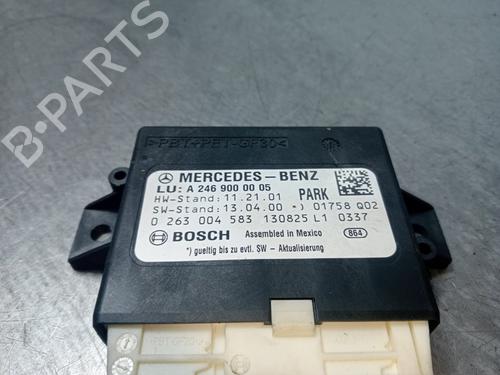 B-PARTS
>PBT+PET-GF30<
MERCEDES-BENZ
LU: A 246 900 00 05
PARK
HW-Stand: 11.21.01
SW-Stand: 13.04.00 *) 01758 Q02
0 263 004 583 130825 L1 0337
BOSCH Assembled in Mexico 864
*) gueltig bis zu evtl. SW - Aktualisierung